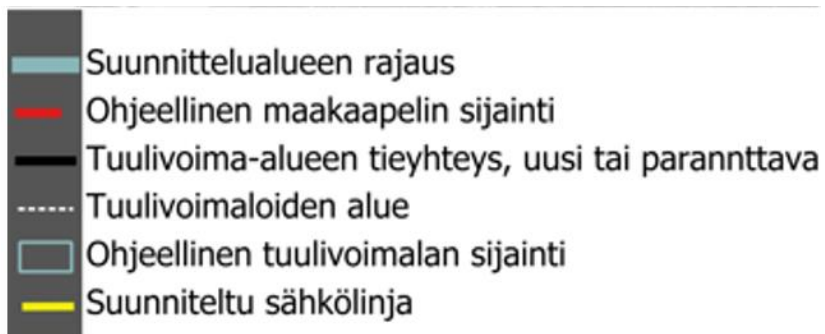 Suunnittelualueen rajaus
Ohjeellinen maakaapelin sijainti
Tuulivoima-alueen tieyhteys, uusi tai parannttava
Tuulivoimaloiden alue
Ohjeellinen tuulivoimalan sijainti
Suunniteltu sähkölinja